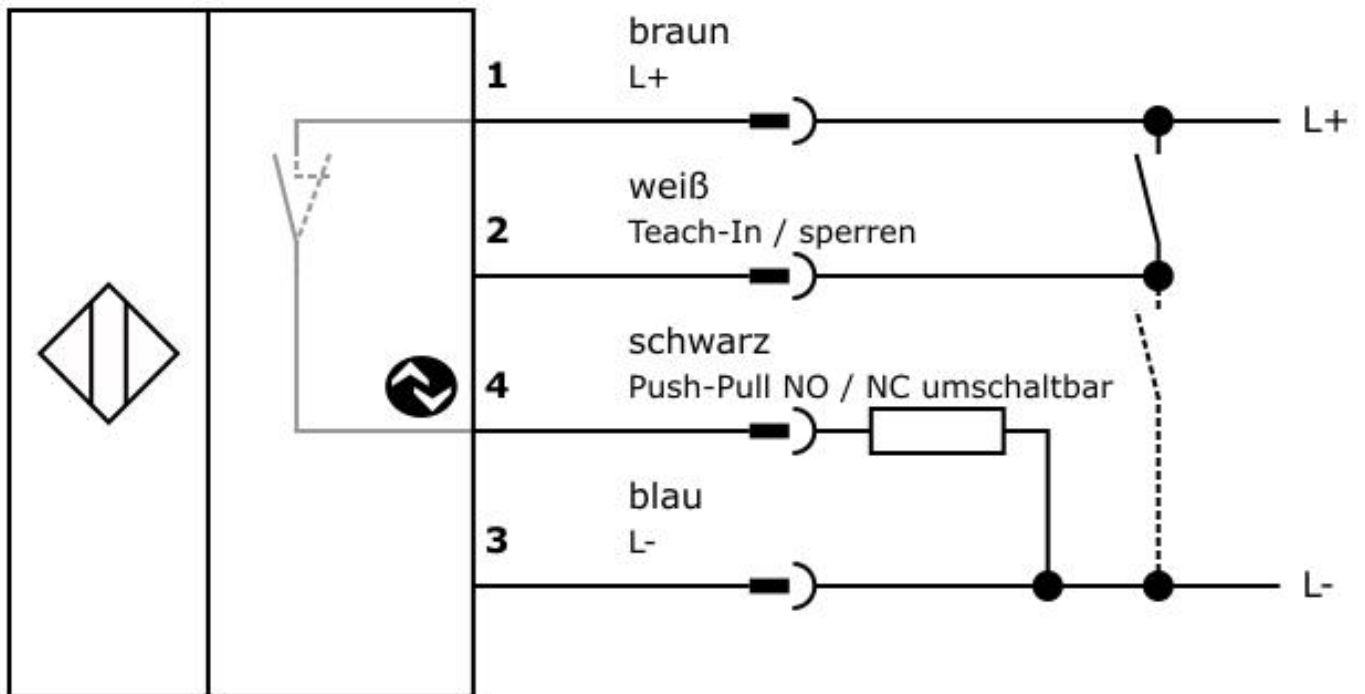 braun
1 L+
L+
weiß
2 Teach-In / sperren
schwarz
4 Push-Pull NO / NC umschaltbar
blau
3 L-
L-